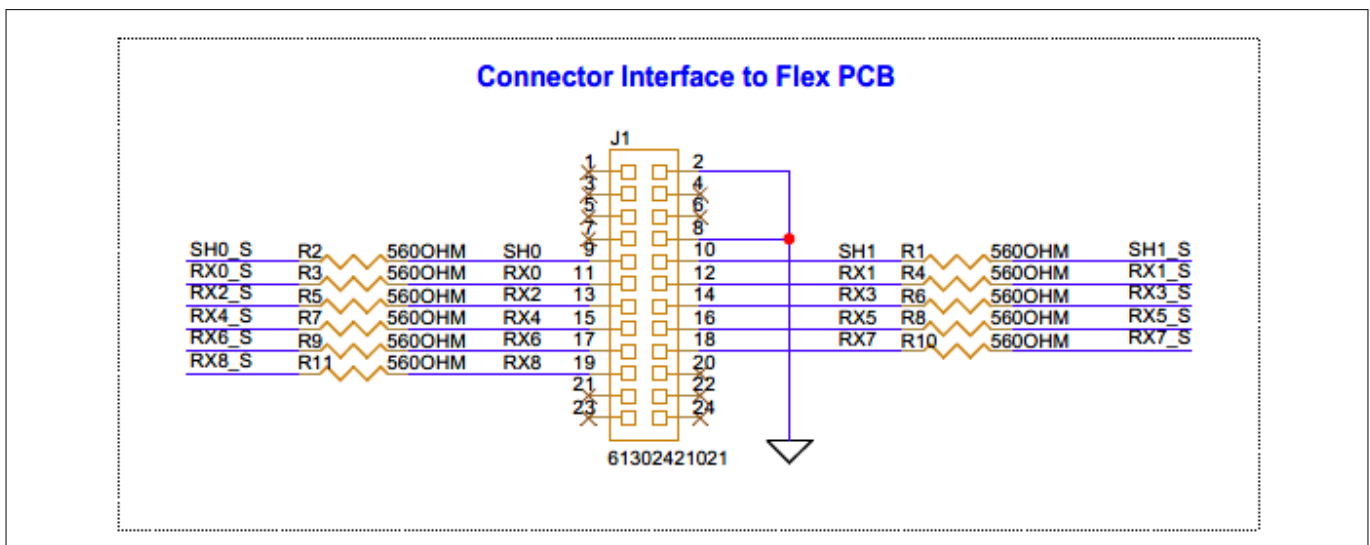 Connector Interface to Flex PCB
J1
1 2
3 4
5 6
7 8
SH0_S R2 560OHM SH0 9 10 SH1 R1 560OHM SH1_S
RX0_S R3 560OHM RX0 11 12 RX1 R4 560OHM RX1_S
RX2_S R5 560OHM RX2 13 14 RX3 R6 560OHM RX3_S
RX4_S R7 560OHM RX4 15 16 RX5 R8 560OHM RX5_S
RX6_S R9 560OHM RX6 17 18 RX7 R10 560OHM RX7_S
RX8_S R11 560OHM RX8 19 20
21 22
23 24
61302421021